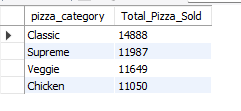 pizza_category Total_Pizza_Sold
Classic 14888
Supreme 11987
Veggie 11649
Chicken 11050